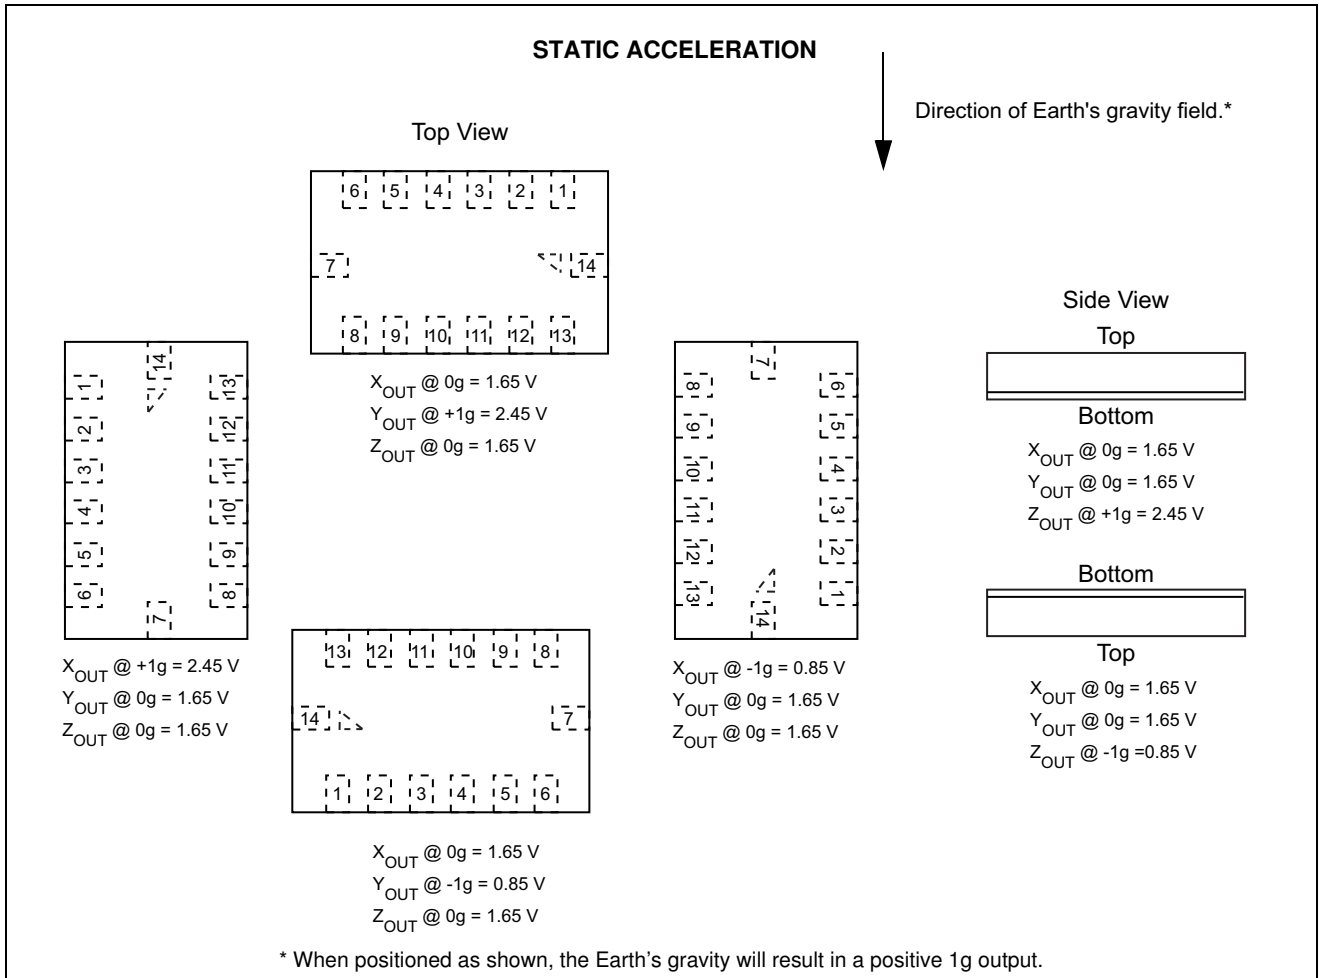 STATIC ACCELERATION
Direction of Earth's gravity field.*
Top View
6 5 4 3 2 1
7 14
8 9 10 11 12 13
X_OUT @ 0g = 1.65 V
Y_OUT @ +1g = 2.45 V
Z_OUT @ 0g = 1.65 V
14
1 13
2 12
3 11
4 10
5 9
6 8
7
X_OUT @ +1g = 2.45 V
Y_OUT @ 0g = 1.65 V
Z_OUT @ 0g = 1.65 V
13 12 11 10 9 8
14 7
1 2 3 4 5 6
X_OUT @ 0g = 1.65 V
Y_OUT @ -1g = 0.85 V
Z_OUT @ 0g = 1.65 V
7
8 6
9 5
10 4
11 3
12 2
13 1
14
X_OUT @ -1g = 0.85 V
Y_OUT @ 0g = 1.65 V
Z_OUT @ 0g = 1.65 V
Side View
Top
Bottom
X_OUT @ 0g = 1.65 V
Y_OUT @ 0g = 1.65 V
Z_OUT @ +1g = 2.45 V
Bottom
Top
X_OUT @ 0g = 1.65 V
Y_OUT @ 0g = 1.65 V
Z_OUT @ -1g =0.85 V
* When positioned as shown, the Earth's gravity will result in a positive 1g output.